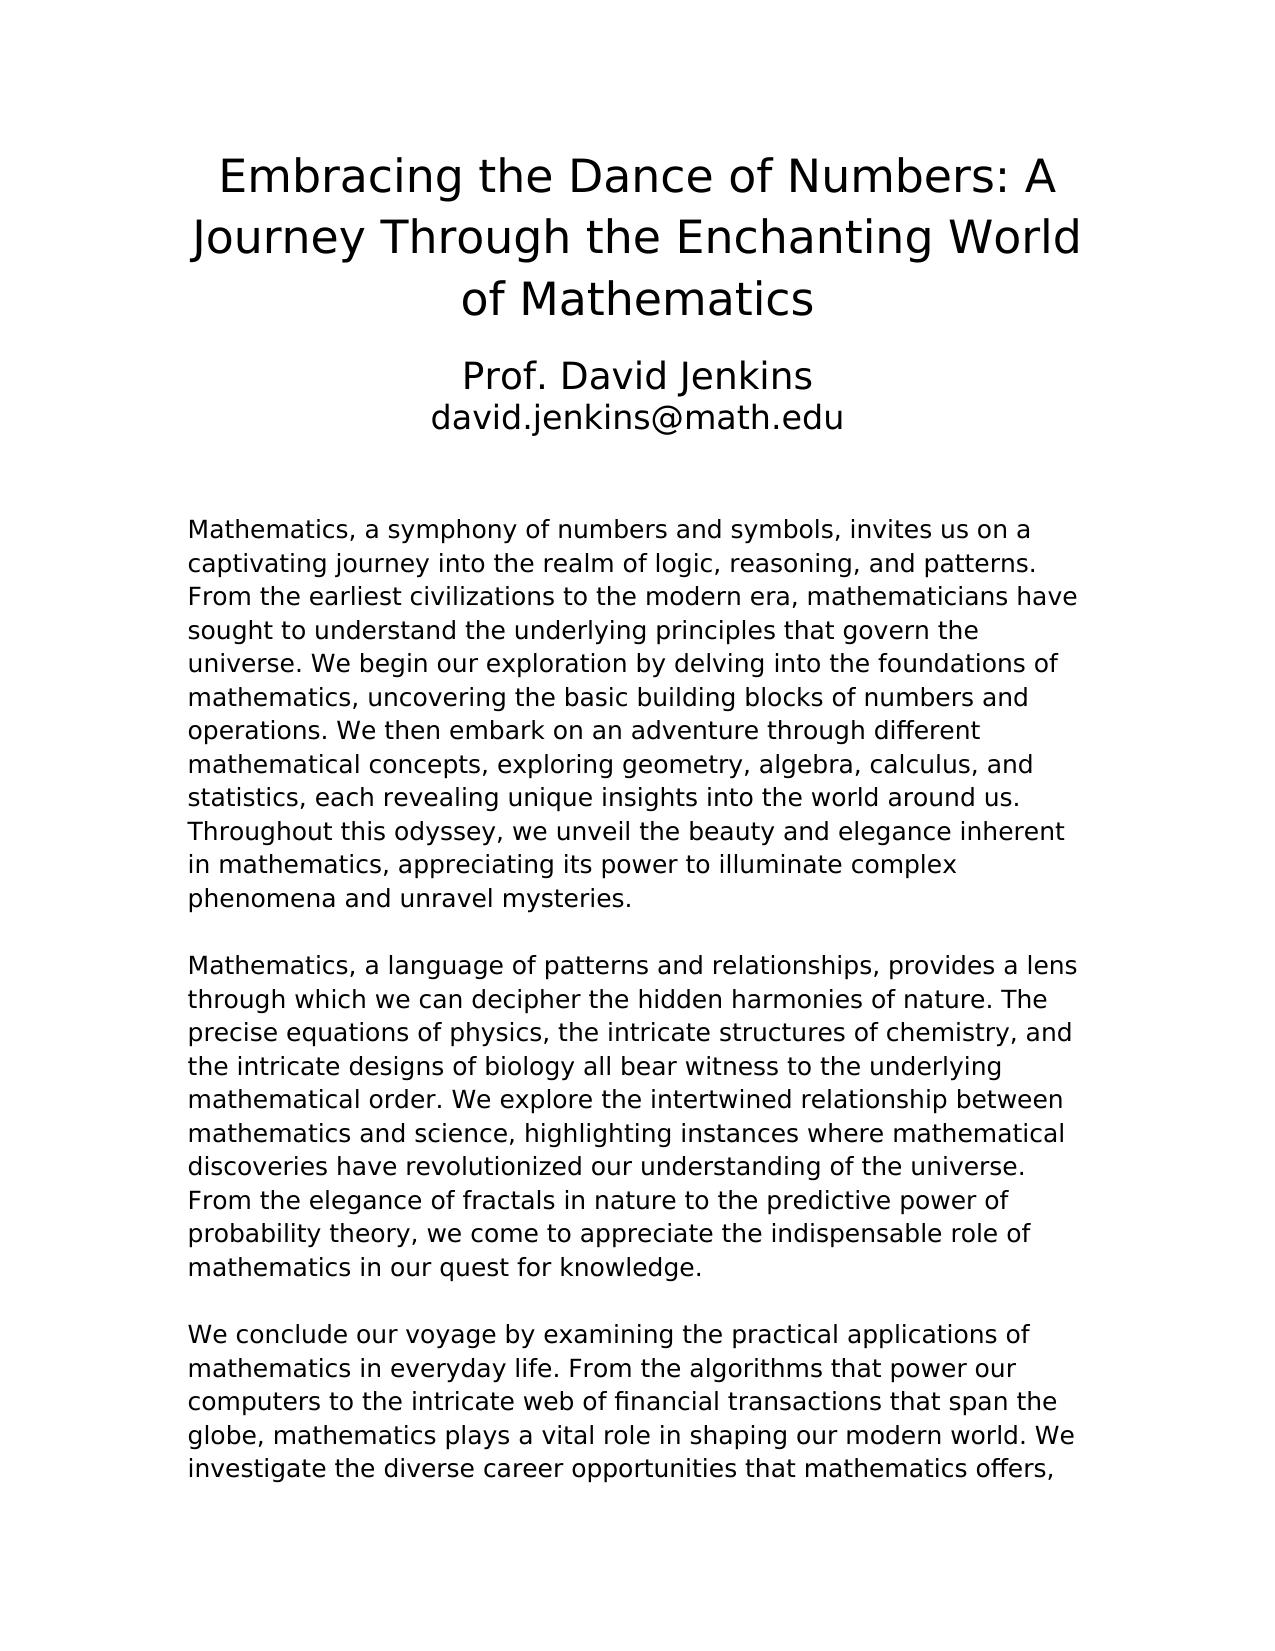 Embracing the Dance of Numbers: A
Journey Through the Enchanting World
of Mathematics
Prof. David Jenkins
david.jenkins@math.edu
Mathematics, a symphony of numbers and symbols, invites us on a
captivating journey into the realm of logic, reasoning, and patterns.
From the earliest civilizations to the modern era, mathematicians have
sought to understand the underlying principles that govern the
universe. We begin our exploration by delving into the foundations of
mathematics, uncovering the basic building blocks of numbers and
operations. We then embark on an adventure through different
mathematical concepts, exploring geometry, algebra, calculus, and
statistics, each revealing unique insights into the world around us.
Throughout this odyssey, we unveil the beauty and elegance inherent
in mathematics, appreciating its power to illuminate complex
phenomena and unravel mysteries.
Mathematics, a language of patterns and relationships, provides a lens
through which we can decipher the hidden harmonies of nature. The
precise equations of physics, the intricate structures of chemistry, and
the intricate designs of biology all bear witness to the underlying
mathematical order. We explore the intertwined relationship between
mathematics and science, highlighting instances where mathematical
discoveries have revolutionized our understanding of the universe.
From the elegance of fractals in nature to the predictive power of
probability theory, we come to appreciate the indispensable role of
mathematics in our quest for knowledge.
We conclude our voyage by examining the practical applications of
mathematics in everyday life. From the algorithms that power our
computers to the intricate web of financial transactions that span the
globe, mathematics plays a vital role in shaping our modern world. We
investigate the diverse career opportunities that mathematics offers,